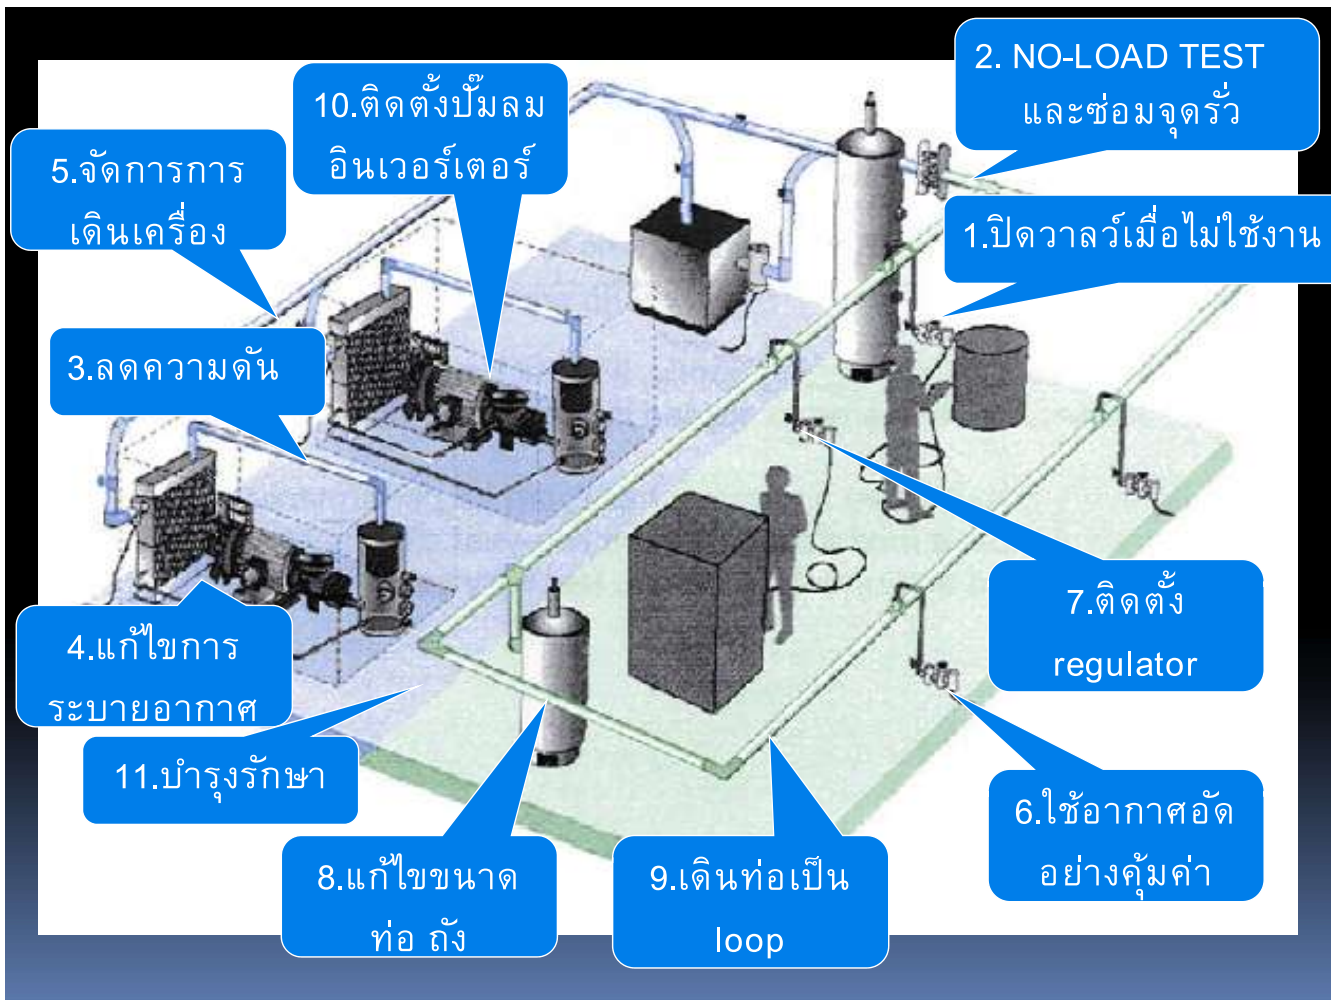 2. NO-LOAD TEST
และซ่อมจุดรั่ว
10.ติดตั้งปั๊มลม
อินเวอร์เตอร์
5.จัดการการ
เดินเครื่อง
1.ปิดวาลว์เมื่อไม่ใช้งาน
3.ลดความดัน
7.ติดตั้ง
regulator
4.แก้ไขการ
ระบายอากาศ
11.บำรุงรักษา
6.ใช้อากาศอัด
อย่างคุ้มค่า
8.แก้ไขขนาด
ท่อ ถัง
9.เดินท่อเป็น
loop